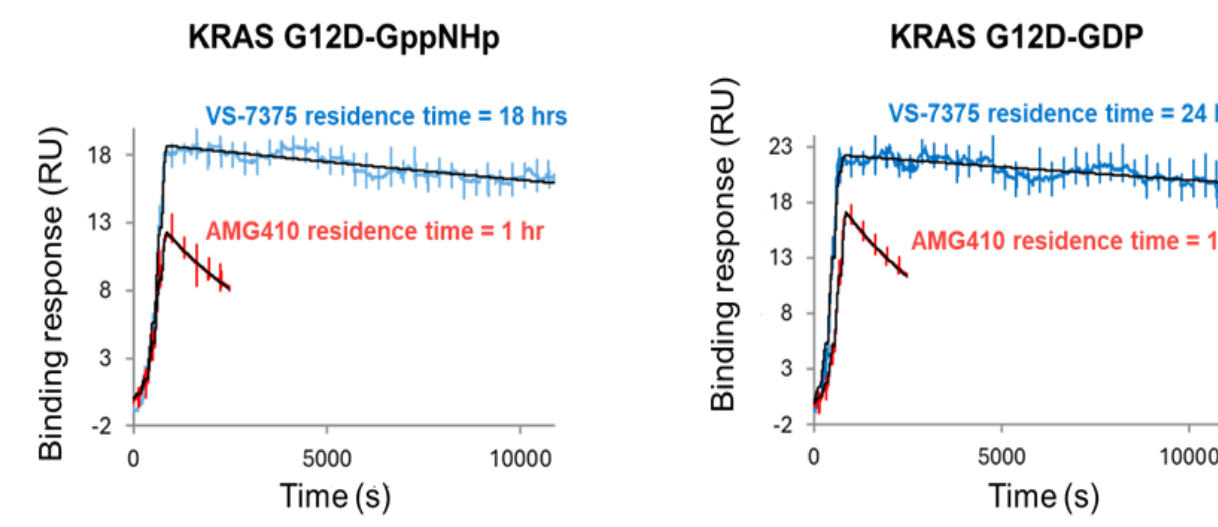 KRAS G12D-GppNHp
VS-7375 residence time = 18 hrs
AMG410 residence time = 1 hr
Binding response (RU)
18
13
8
3
-2
0
5000
10000
Time (s)
KRAS G12D-GDP
VS-7375 residence time = 24
AMG410 residence time = 1
Binding response (RU)
23
18
13
8
3
-2
0
5000
10000
Time (s)